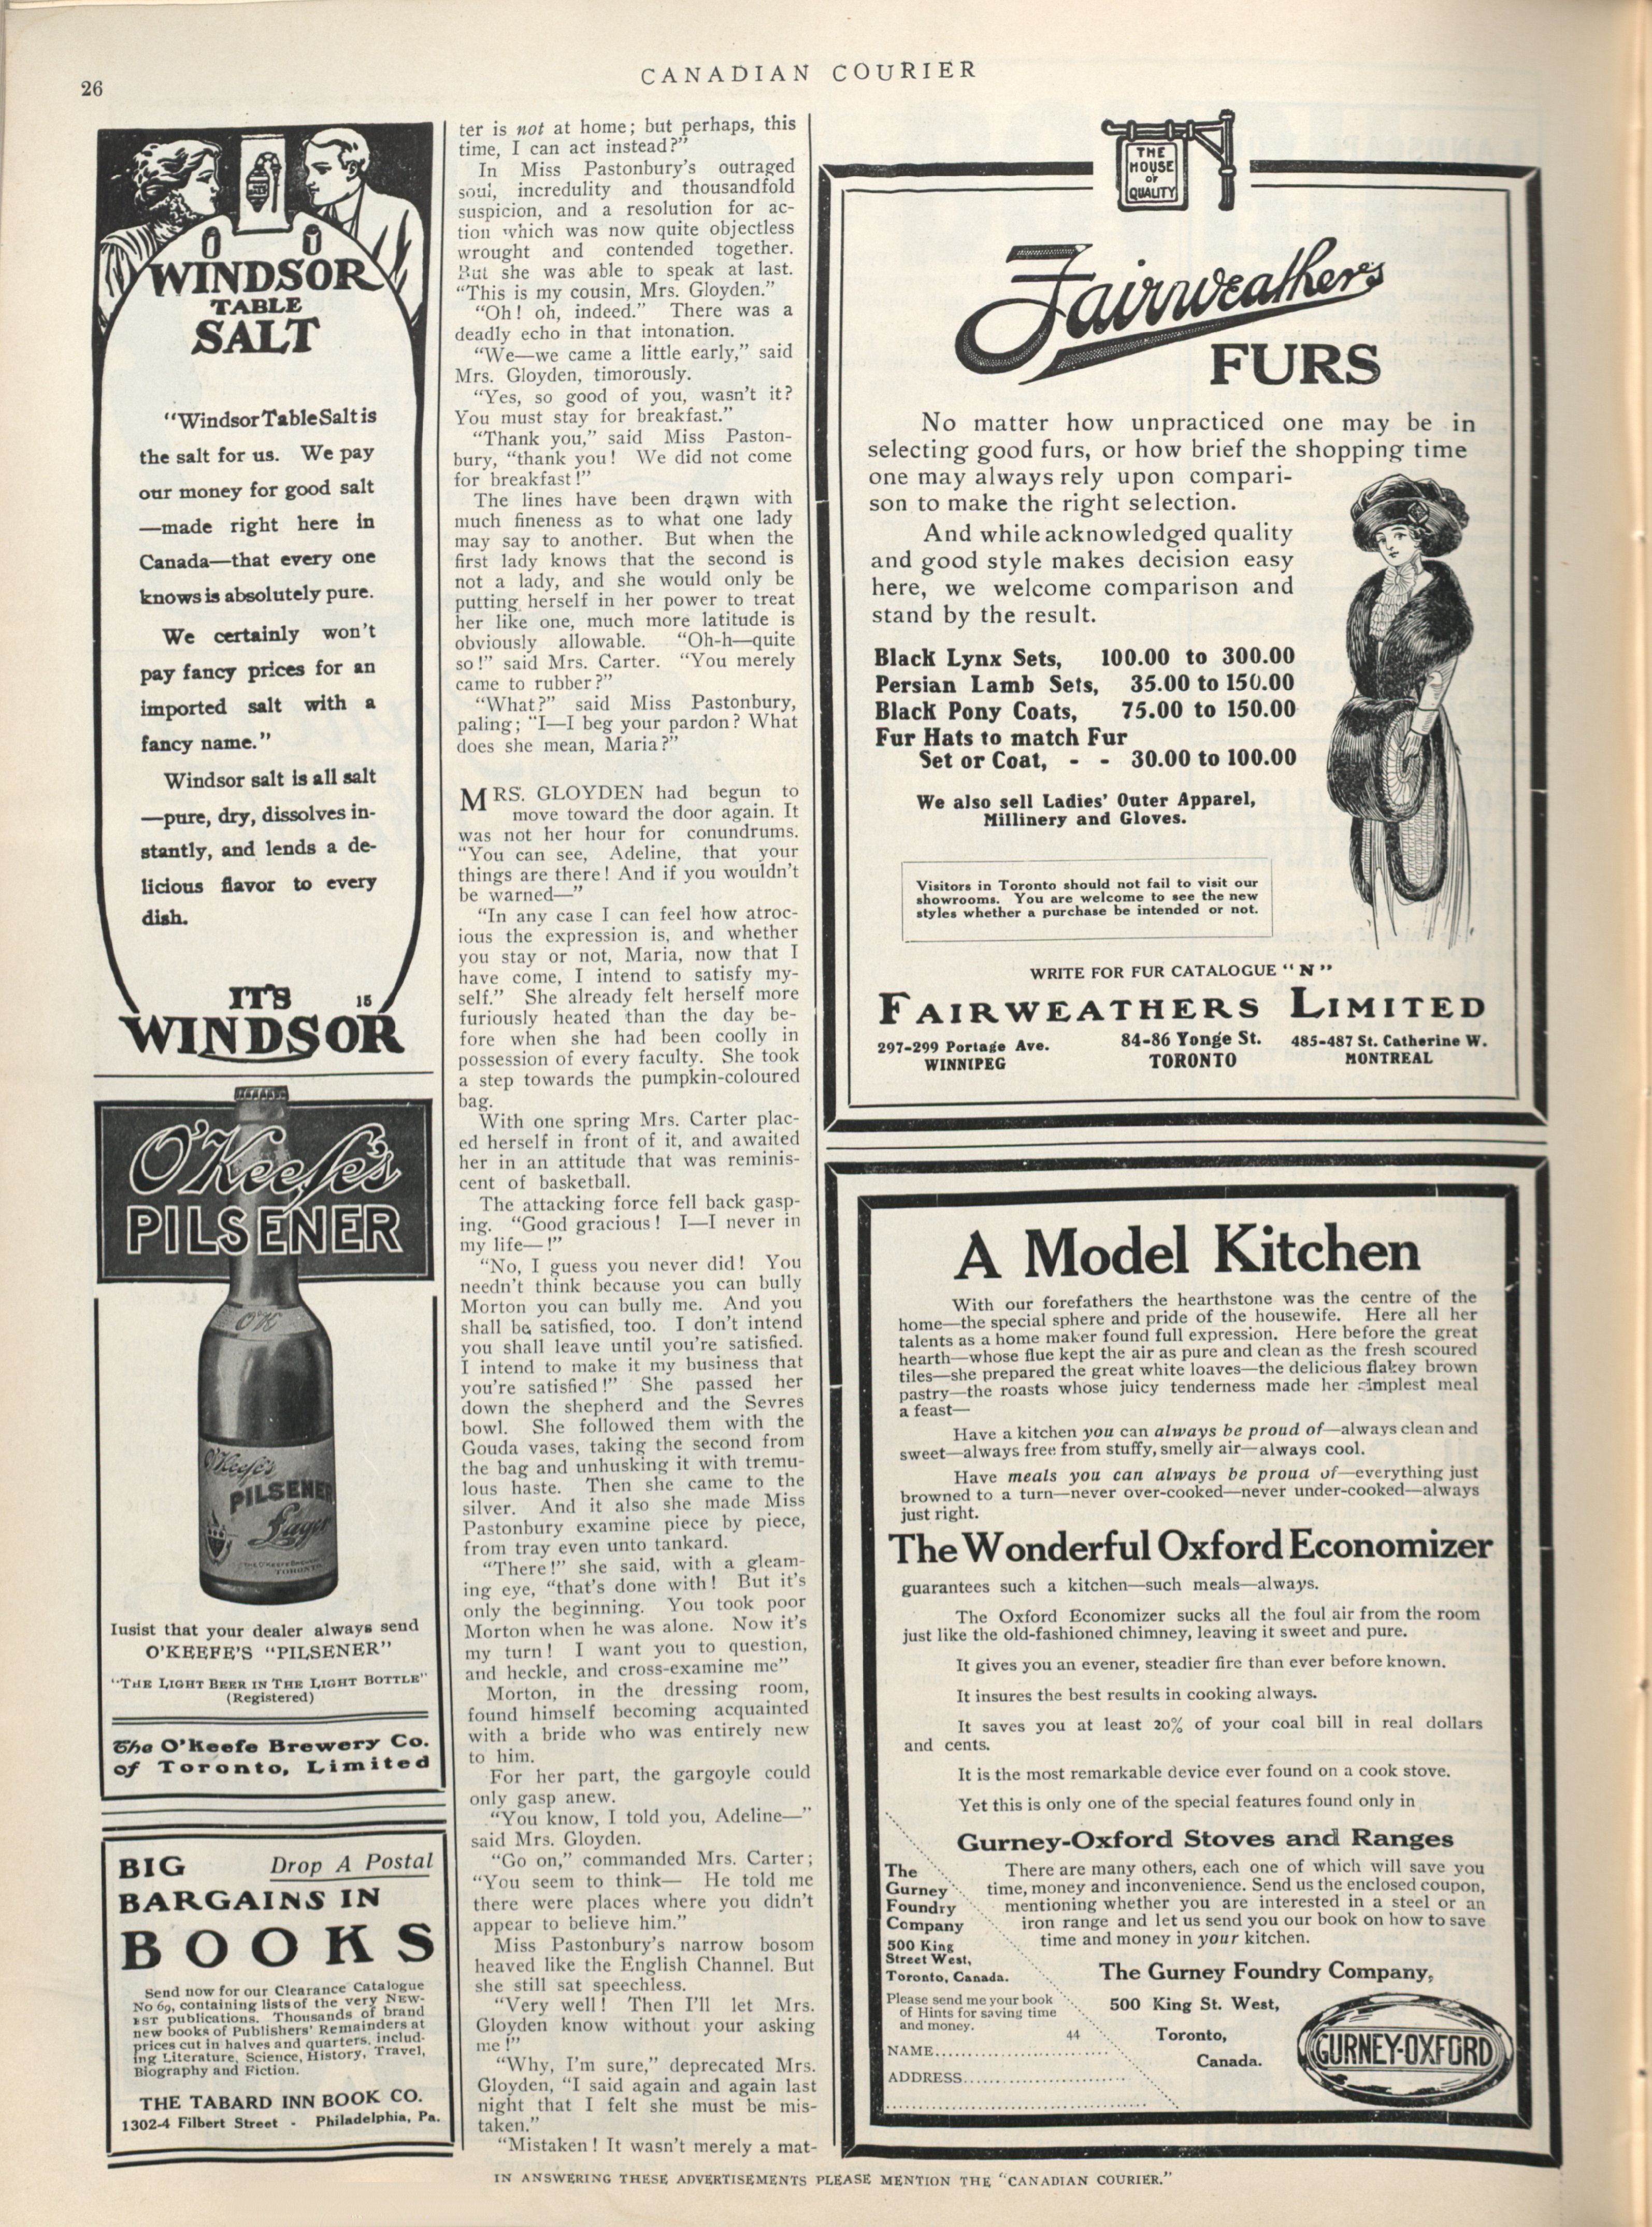 26
CANADIAN COURIER
WINDSOR
TABLE
SALT
"Windsor Table Salt is
the salt for us. We pay
our money for good salt
—made right here in
Canada—that every one
knows is absolutely pure.
We certainly won't
pay fancy prices for an
imported salt with a
fancy name."
Windsor salt is all salt
—pure, dry, dissolves in-
stantly, and lends a de-
licious flavor to every
dish.
IT'S
15
WINDSOR
O'Keefe's
PILSENER
O'K
O'Keefe's
PILSENER
Lager
TORONTO
Iusist that your dealer always send
O'KEEFE'S "PILSENER"
"THE LIGHT BEER IN THE LIGHT BOTTLE"
(Registered)
The O'Keefe Brewery Co.
of Toronto, Limited
BIG
Drop A Postal
BARGAINS IN
BOOKS
Send now for our Clearance Catalogue
No 69, containing lists of the very NEW-
EST publications. Thousands of brand
new books of Publishers' Remainders at
prices cut in halves and quarters, includ-
ing Literature, Science, History, Travel,
Biography and Fiction.
THE TABARD INN BOOK CO.
1302-4 Filbert Street - Philadelphia, Pa.
ter is not at home; but perhaps, this
time, I can act instead?"
In Miss Pastonbury's outraged
soul, incredulity and thousandfold
suspicion, and a resolution for ac-
tion which was now quite objectless
wrought and contended together.
But she was able to speak at last.
"This is my cousin, Mrs. Gloyden."
"Oh! oh, indeed." There was a
deadly echo in that intonation.
"We—we came a little early," said
Mrs. Gloyden, timorously.
"Yes, so good of you, wasn't it?
You must stay for breakfast."
"Thank you," said Miss Paston-
bury, "thank you! We did not come
for breakfast!"
The lines have been drawn with
much fineness as to what one lady
may say to another. But when the
first lady knows that the second is
not a lady, and she would only be
putting herself in her power to treat
her like one, much more latitude is
obviously allowable. "Oh-h—quite
so!" said Mrs. Carter. "You merely
came to rubber?"
"What?" said Miss Pastonbury,
paling; "I—I beg your pardon? What
does she mean, Maria?"
MRS. GLOYDEN had begun to
move toward the door again. It
was not her hour for conundrums.
"You can see, Adeline, that your
things are there! And if you wouldn't
be warned—"
"In any case I can feel how atroc-
ious the expression is, and whether
you stay or not, Maria, now that I
have come, I intend to satisfy my-
self." She already felt herself more
furiously heated than the day be-
fore when she had been coolly in
possession of every faculty. She took
a step towards the pumpkin-coloured
bag.
With one spring Mrs. Carter plac-
ed herself in front of it, and awaited
her in an attitude that was reminis-
cent of basketball.
The attacking force fell back gasp-
ing. "Good gracious! I—I never in
my life—!"
"No, I guess you never did! You
needn't think because you can bully
Morton you can bully me. And you
shall be satisfied, too. I don't intend
you shall leave until you're satisfied.
I intend to make it my business that
you're satisfied!" She passed her
down the shepherd and the Sevres
bowl. She followed them with the
Gouda vases, taking the second from
the bag and unhusking it with tremu-
lous haste. Then she came to the
silver. And it also she made Miss
Pastonbury examine piece by piece,
from tray even unto tankard.
"There!" she said, with a gleam-
ing eye, "that's done with! But it's
only the beginning. You took poor
Morton when he was alone. Now it's
my turn! I want you to question,
and heckle, and cross-examine me"
Morton, in the dressing room,
found himself becoming acquainted
with a bride who was entirely new
to him.
For her part, the gargoyle could
only gasp anew.
"You know, I told you, Adeline—"
said Mrs. Gloyden.
"Go on," commanded Mrs. Carter;
"You seem to think— He told me
there were places where you didn't
appear to believe him."
Miss Pastonbury's narrow bosom
heaved like the English Channel. But
she still sat speechless.
"Very well! Then I'll let Mrs.
Gloyden know without your asking
me!"
"Why, I'm sure," deprecated Mrs.
Gloyden, "I said again and again last
night that I felt she must be mis-
taken."
"Mistaken! It wasn't merely a mat-
THE
HOUSE
OF
QUALITY
Fairweathers
FURS
No matter how unpracticed one may be in
selecting good furs, or how brief the shopping time
one may always rely upon compari-
son to make the right selection.
And while acknowledged quality
and good style makes decision easy
here, we welcome comparison and
stand by the result.
Black Lynx Sets, 100.00 to 300.00
Persian Lamb Sets, 35.00 to 150.00
Black Pony Coats, 75.00 to 150.00
Fur Hats to match Fur
Set or Coat, - - 30.00 to 100.00
We also sell Ladies' Outer Apparel,
Millinery and Gloves.
Visitors in Toronto should not fail to visit our
showrooms. You are welcome to see the new
styles whether a purchase be intended or not.
WRITE FOR FUR CATALOGUE "N"
FAIRWEATHERS LIMITED
297-299 Portage Ave.
WINNIPEG
84-86 Yonge St.
TORONTO
485-487 St. Catherine W.
MONTREAL
A Model Kitchen
With our forefathers the hearthstone was the centre of the
home—the special sphere and pride of the housewife. Here all her
talents as a home maker found full expression. Here before the great
hearth—whose flue kept the air as pure and clean as the fresh scoured
tiles—she prepared the great white loaves—the delicious flakey brown
pastry—the roasts whose juicy tenderness made her simplest meal
a feast—
Have a kitchen you can always be proud of—always clean and
sweet—always free from stuffy, smelly air—always cool.
Have meals you can always be proud of—everything just
browned to a turn—never over-cooked—never under-cooked—always
just right.
The Wonderful Oxford Economizer
guarantees such a kitchen—such meals—always.
The Oxford Economizer sucks all the foul air from the room
just like the old-fashioned chimney, leaving it sweet and pure.
It gives you an evener, steadier fire than ever before known.
It insures the best results in cooking always.
It saves you at least 20% of your coal bill in real dollars
and cents.
It is the most remarkable device ever found on a cook stove.
Yet this is only one of the special features found only in
Gurney-Oxford Stoves and Ranges
There are many others, each one of which will save you
time, money and inconvenience. Send us the enclosed coupon,
mentioning whether you are interested in a steel or an
iron range and let us send you our book on how to save
time and money in your kitchen.
The Gurney Foundry Company,
500 King St. West,
Toronto,
Canada.
GURNEY-OXFORD
The
Gurney
Foundry
Company
500 King
Street West,
Toronto, Canada.
Please send me your book
of Hints for saving time
and money.
44
NAME
ADDRESS
IN ANSWERING THESE ADVERTISEMENTS PLEASE MENTION THE "CANADIAN COURIER."